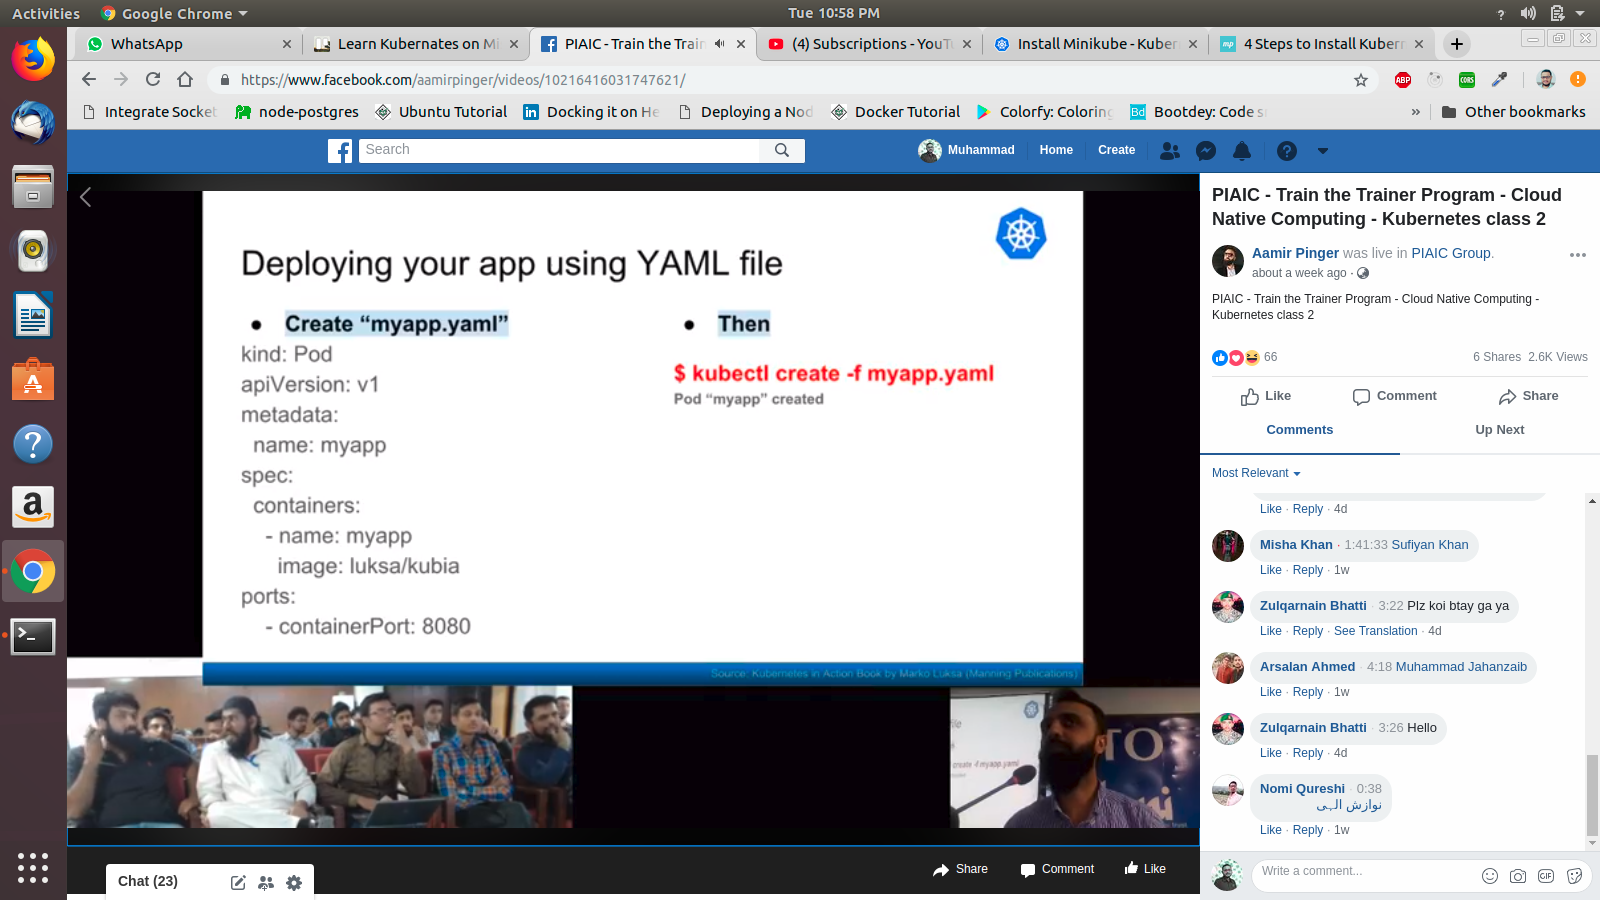 Activities
Google Chrome
Tue 10:58 PM
WhatsApp
Learn Kubernates on Mi
PIAIC - Train the Train
(4) Subscriptions - YouTu
Install Minikube - Kuber
4 Steps to Install Kubern
https://www.facebook.com/aamirpinger/videos/10216416031747621/
ABP
CORS
Integrate Socket
node-postgres
Ubuntu Tutorial
Docking it on He
Deploying a Nod
Docker Tutorial
Colorfy: Coloring
Bd
Bootdey: Code s
Other bookmarks
Search
Muhammad
Home
Create
Deploying your app using YAML file
Create “myapp.yaml”
kind: Pod
apiVersion: v1
metadata:
name: myapp
spec:
containers:
- name: myapp
image: luksa/kubia
ports:
- containerPort: 8080
Then
$ kubectl create -f myapp.yaml
Pod “myapp” created
Source: Kubernetes in Action Book by Marko Luksa (Manning Publications)
Share
Comment
Like
Chat (23)
PIAIC - Train the Trainer Program - Cloud
Native Computing - Kubernetes class 2
Aamir Pinger was live in PIAIC Group.
about a week ago ·
PIAIC - Train the Trainer Program - Cloud Native Computing -
Kubernetes class 2
66
6 Shares 2.6K Views
Like
Comment
Share
Comments
Up Next
Most Relevant
Like · Reply · 4d
Misha Khan · 1:41:33 Sufiyan Khan
Like · Reply · 1w
Zulqarnain Bhatti · 3:22 Plz koi btay ga ya
Like · Reply · See Translation · 4d
Arsalan Ahmed · 4:18 Muhammad Jahanzaib
Like · Reply · 1w
Zulqarnain Bhatti · 3:26 Hello
Like · Reply · 4d
Nomi Qureshi · 0:38
نوازش الہی
Like · Reply · 1w
Write a comment...
GIF